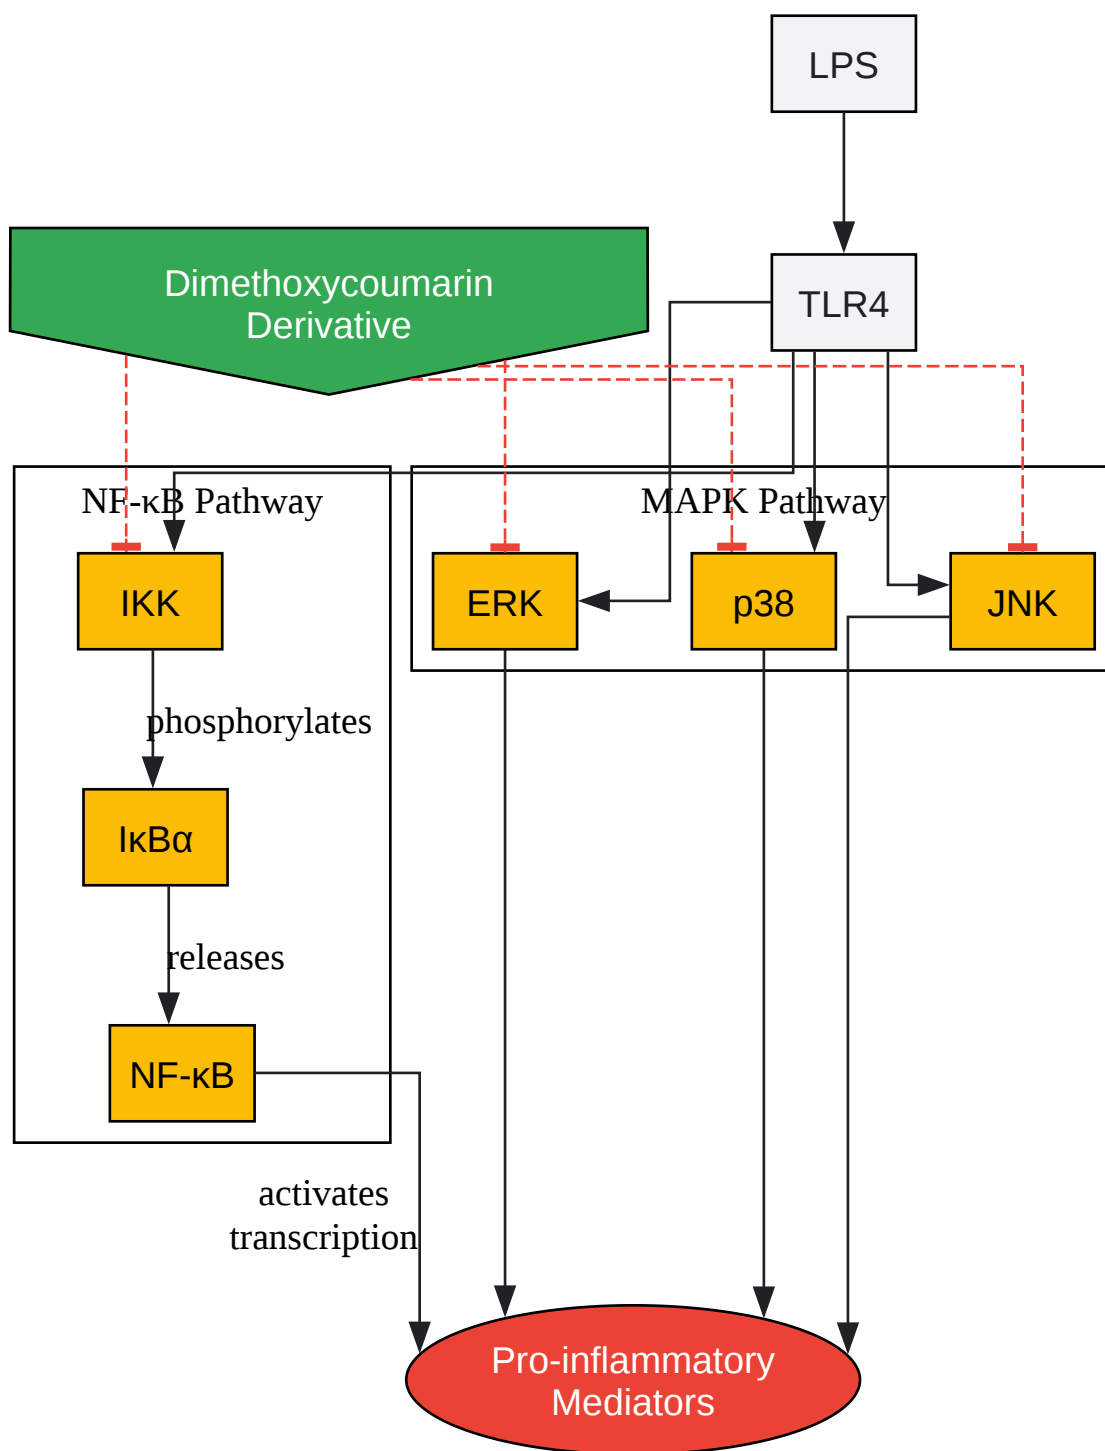 LPS
Dimethoxycoumarin
Derivative
TLR4
NF-κB Pathway
MAPK Pathway
IKK
ERK
p38
JNK
phosphorylates
IκBα
releases
NF-κB
activates
transcription
Pro-inflammatory
Mediators